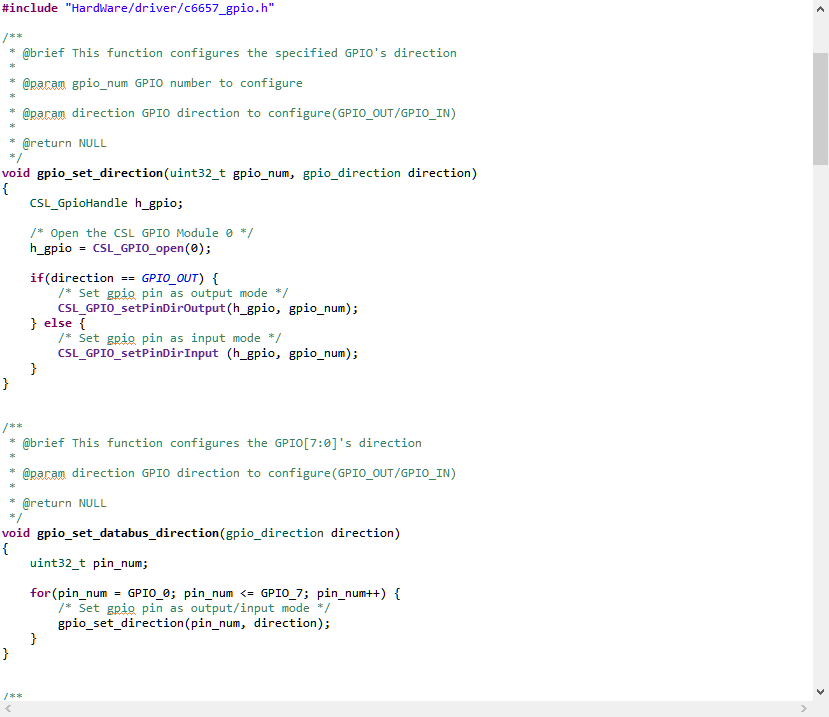 #include "HardWare/driver/c6657_gpio.h"
/**
 * @brief This function configures the specified GPIO's direction
 *
 * @param gpio_num GPIO number to configure
 *
 * @param direction GPIO direction to configure(GPIO_OUT/GPIO_IN)
 *
 * @return NULL
 */
void gpio_set_direction(uint32_t gpio_num, gpio_direction direction)
{
    CSL_GpioHandle h_gpio;
    /* Open the CSL GPIO Module 0 */
    h_gpio = CSL_GPIO_open(0);
    if(direction == GPIO_OUT) {
        /* Set gpio pin as output mode */
        CSL_GPIO_setPinDirOutput(h_gpio, gpio_num);
    } else {
        /* Set gpio pin as input mode */
        CSL_GPIO_setPinDirInput (h_gpio, gpio_num);
    }
}
/**
 * @brief This function configures the GPIO[7:0]'s direction
 *
 * @param direction GPIO direction to configure(GPIO_OUT/GPIO_IN)
 *
 * @return NULL
 */
void gpio_set_databus_direction(gpio_direction direction)
{
    uint32_t pin_num;
    for(pin_num = GPIO_0; pin_num <= GPIO_7; pin_num++) {
        /* Set gpio pin as output/input mode */
        gpio_set_direction(pin_num, direction);
    }
}
/**